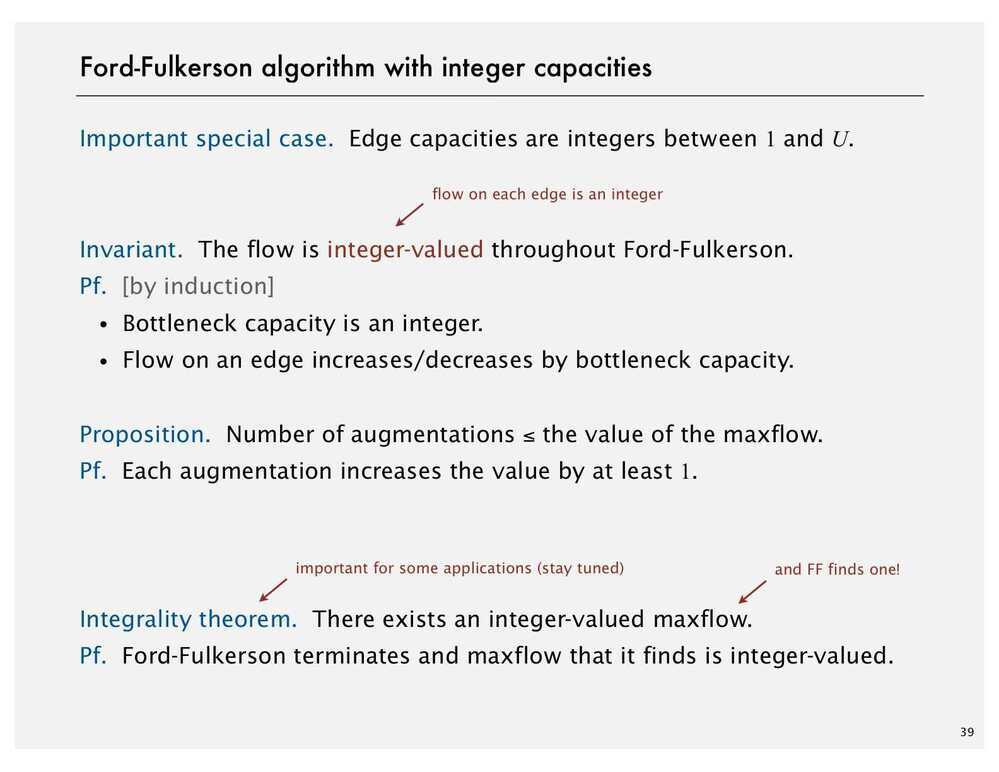 Ford-Fulkerson algorithm with integer capacities
Important special case. Edge capacities are integers between 1 and U.
flow on each edge is an integer
Invariant. The flow is integer-valued throughout Ford-Fulkerson.
Pf. [by induction]
• Bottleneck capacity is an integer.
• Flow on an edge increases/decreases by bottleneck capacity.
Proposition. Number of augmentations ≤ the value of the maxflow.
Pf. Each augmentation increases the value by at least 1.
important for some applications (stay tuned)
and FF finds one!
Integrality theorem. There exists an integer-valued maxflow.
Pf. Ford-Fulkerson terminates and maxflow that it finds is integer-valued.
39